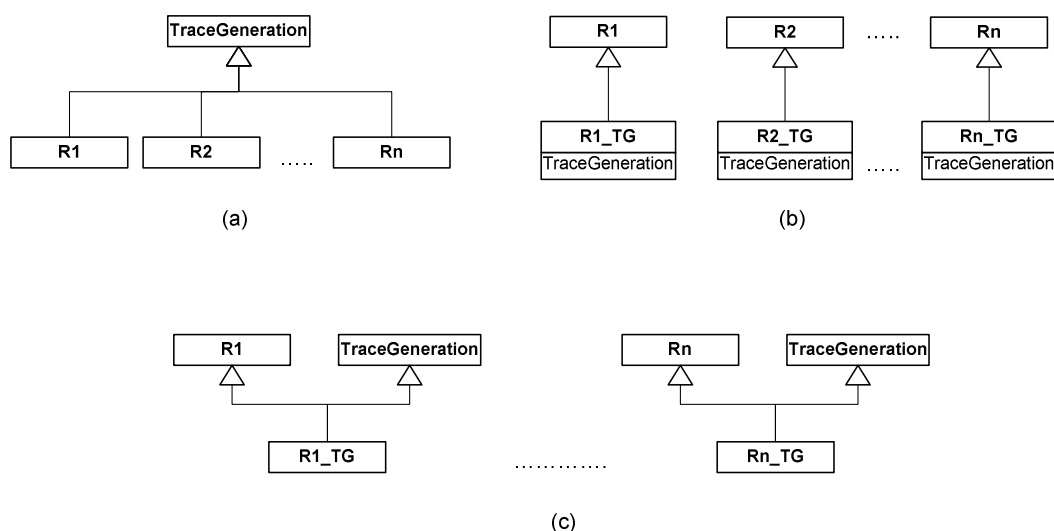 TraceGeneration
R1 R2 ..... Rn
(a)
R1 R2 ..... Rn
R1_TG R2_TG Rn_TG
TraceGeneration TraceGeneration ..... TraceGeneration
(b)
R1 TraceGeneration Rn TraceGeneration
R1_TG ............. Rn_TG
(c)